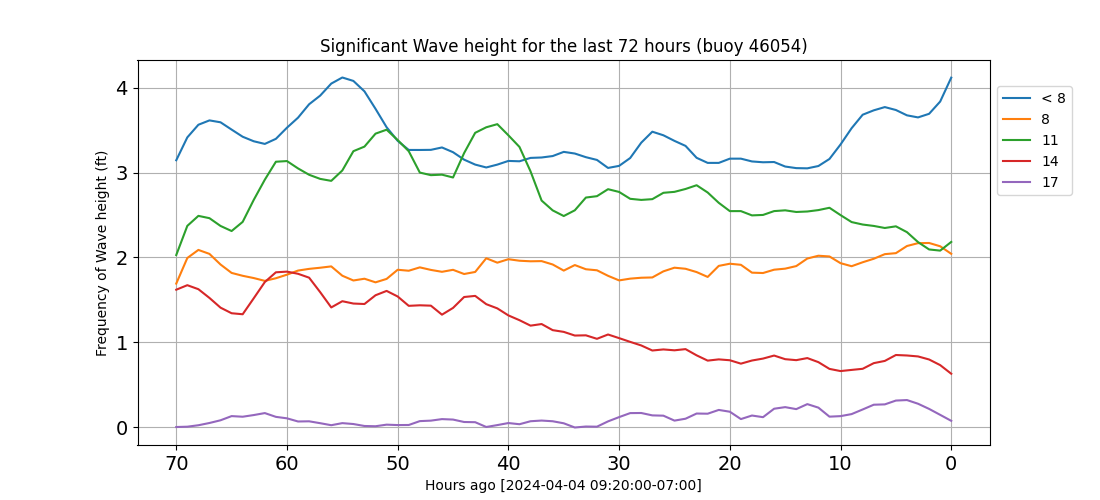 Significant Wave height for the last 72 hours (buoy 46054)
Frequency of Wave height (ft)
4
3
2
1
0
< 8
8
11
14
17
70 60 50 40 30 20 10 0
Hours ago [2024-04-04 09:20:00-07:00]